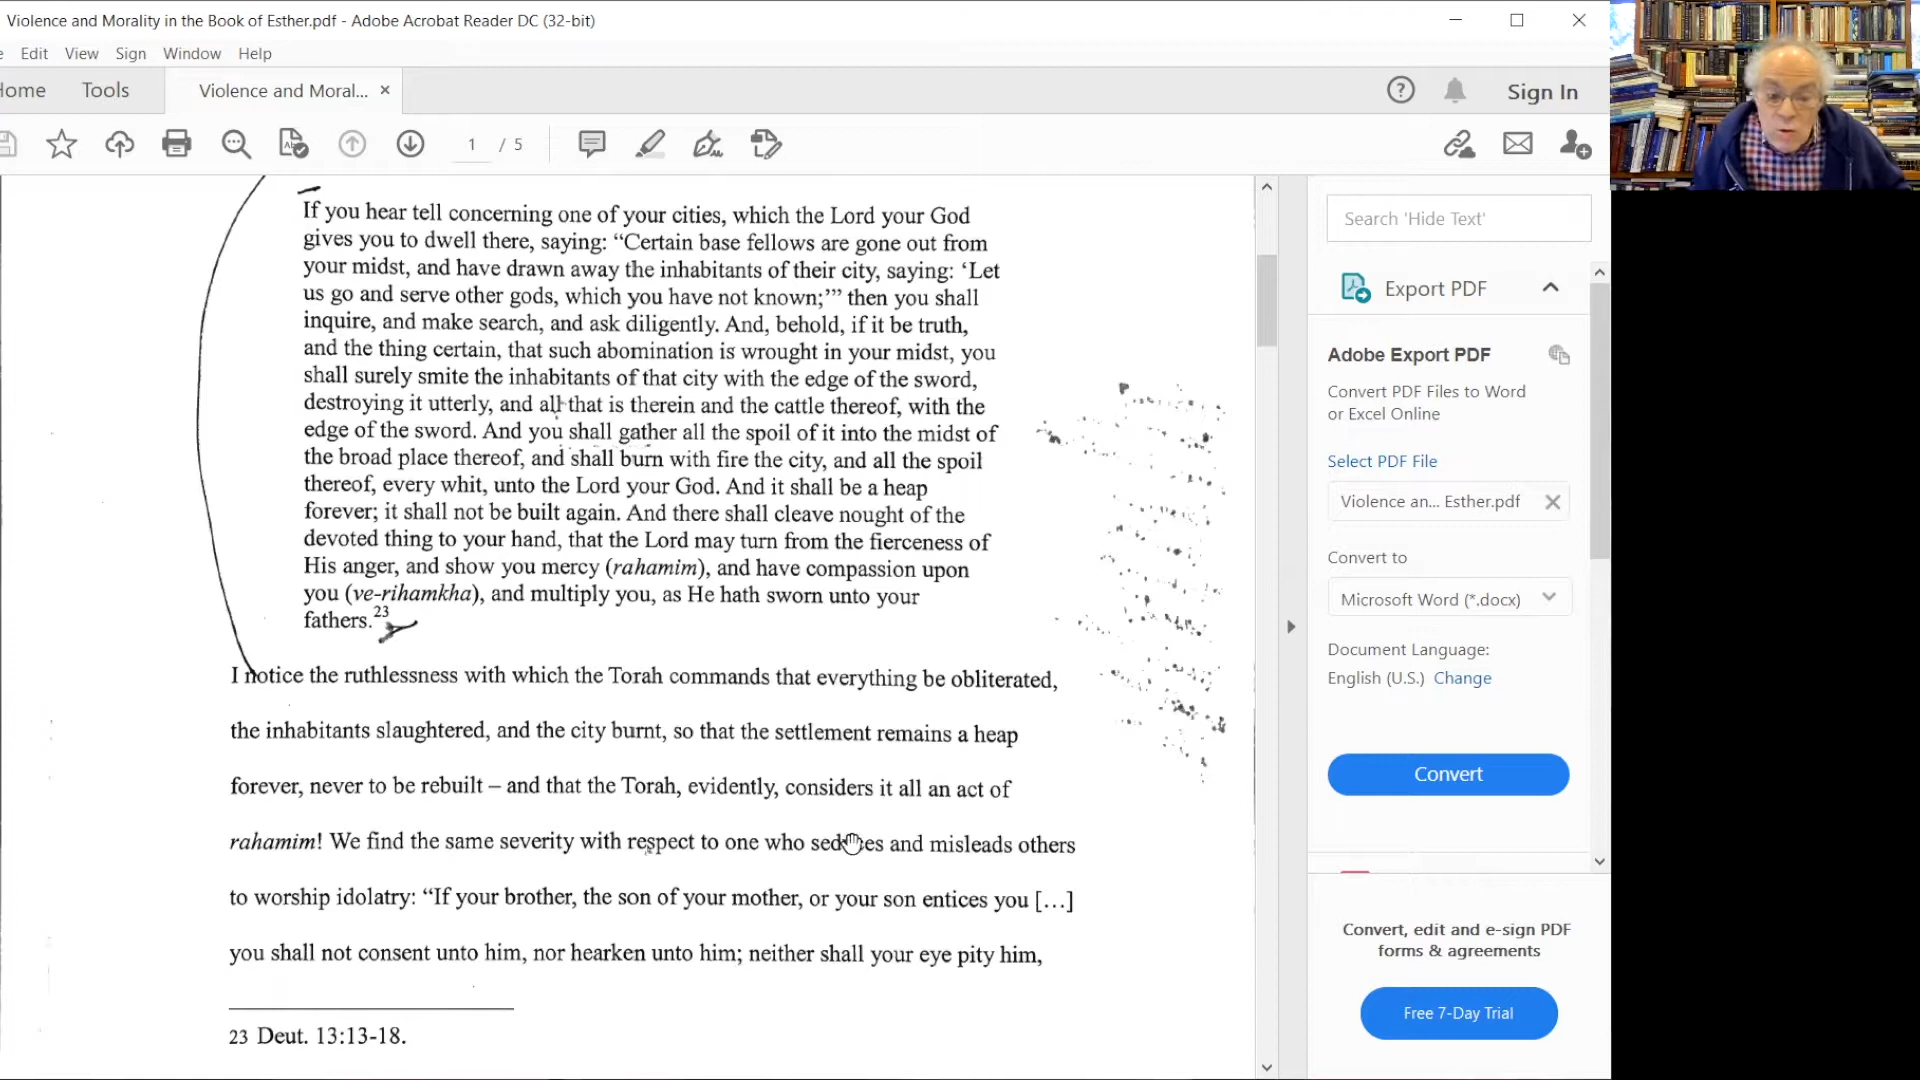 Violence and Morality in the Book of Esther.pdf - Adobe Acrobat Reader DC (32-bit)
Edit View Sign Window Help
Tools
Violence and Moral... ×
Sign In
1 / 5
If you hear tell concerning one of your cities, which the Lord your God
gives you to dwell there, saying: “Certain base fellows are gone out from
your midst, and have drawn away the inhabitants of their city, saying: ‘Let
us go and serve other gods, which you have not known;’” then you shall
inquire, and make search, and ask diligently. And, behold, if it be truth,
and the thing certain, that such abomination is wrought in your midst, you
shall surely smite the inhabitants of that city with the edge of the sword,
destroying it utterly, and all that is therein and the cattle thereof, with the
edge of the sword. And you shall gather all the spoil of it into the midst of
the broad place thereof, and shall burn with fire the city, and all the spoil
thereof, every whit, unto the Lord your God. And it shall be a heap
forever; it shall not be built again. And there shall cleave nought of the
devoted thing to your hand, that the Lord may turn from the fierceness of
His anger, and show you mercy (rahamim), and have compassion upon
you (ve-rihamkha), and multiply you, as He hath sworn unto your
fathers.23
I notice the ruthlessness with which the Torah commands that everything be obliterated,
the inhabitants slaughtered, and the city burnt, so that the settlement remains a heap
forever, never to be rebuilt – and that the Torah, evidently, considers it all an act of
rahamim! We find the same severity with respect to one who seduces and misleads others
to worship idolatry: “If your brother, the son of your mother, or your son entices you […]
you shall not consent unto him, nor hearken unto him; neither shall your eye pity him,
23 Deut. 13:13-18.
Search 'Hide Text'
Export PDF
Adobe Export PDF
Convert PDF Files to Word
or Excel Online
Select PDF File
Violence an... Esther.pdf
Convert to
Microsoft Word (*.docx)
Document Language:
English (U.S.) Change
Convert
Convert, edit and e-sign PDF
forms & agreements
Free 7-Day Trial